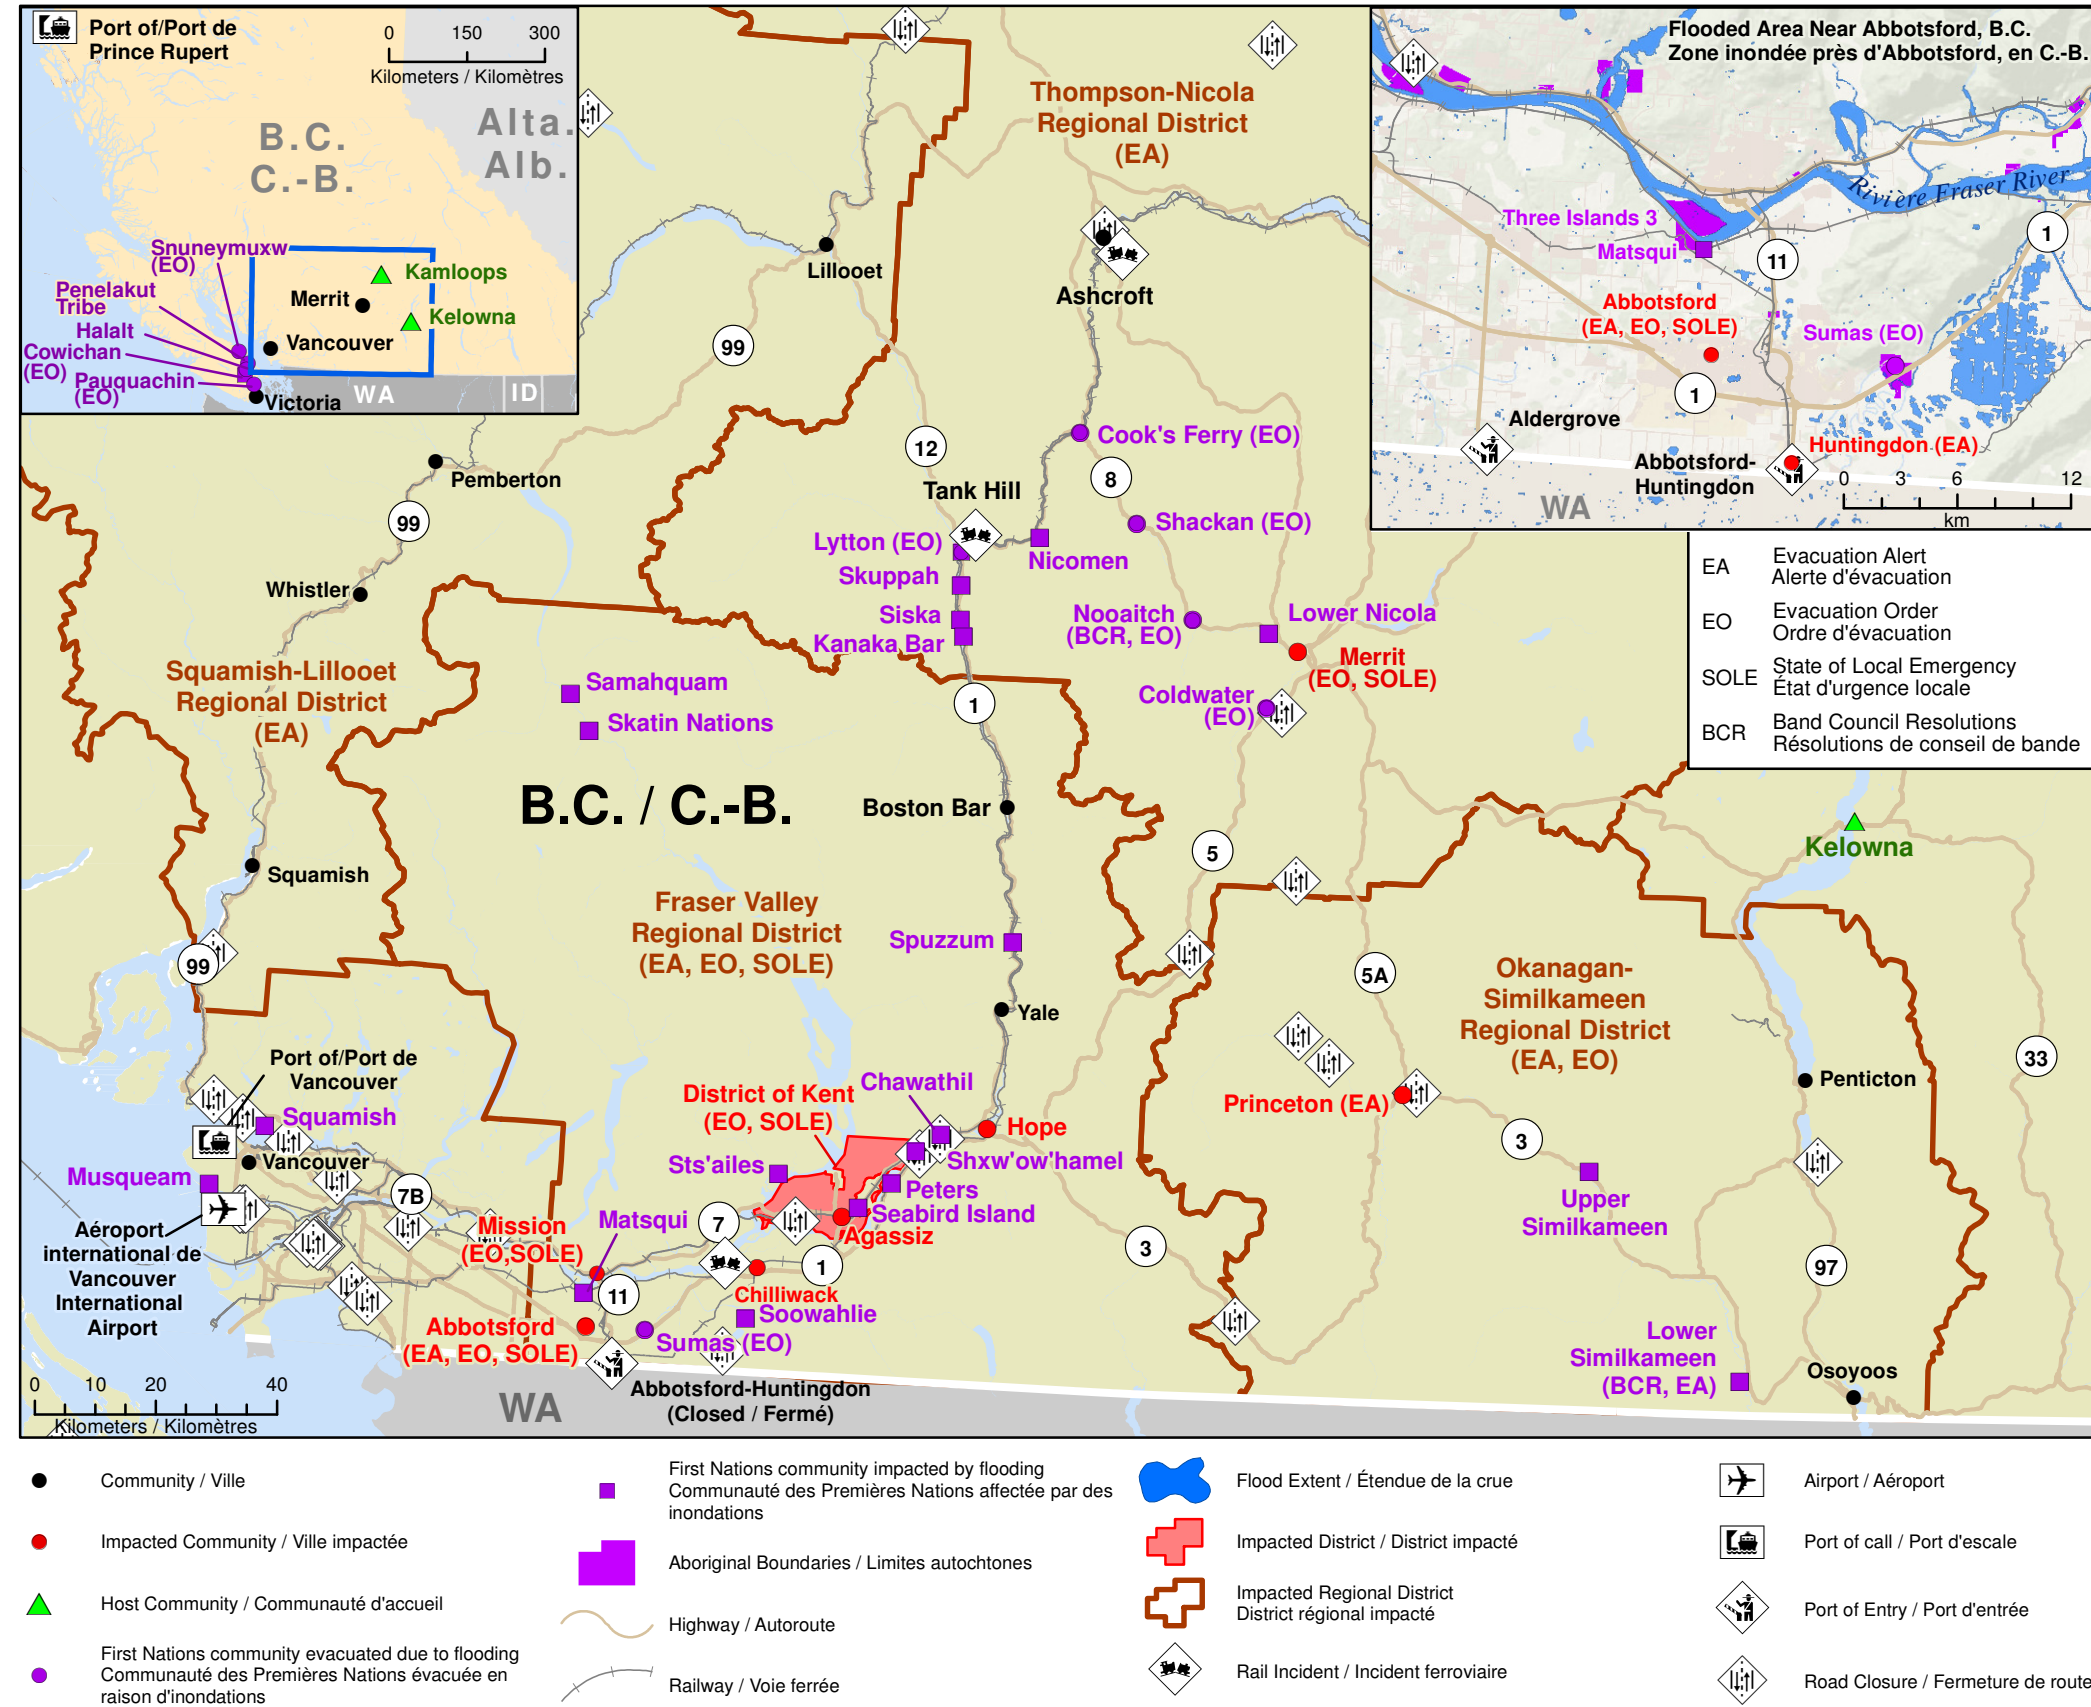 Port of/Port de
Prince Rupert
0 150 300
Kilometers / Kilomètres
B.C.
C.-B.
Alta.
Alb.
Snuneymuxw
(EO)
Penelakut
Tribe
Halalt
Cowichan
(EO)
Pauquachin
(EO)
Kamloops
Merrit
Kelowna
Vancouver
Victoria
WA
ID
Flooded Area Near Abbotsford, B.C.
Zone inondée près d'Abbotsford, en C.-B.
Rivière Fraser River
Three Islands 3
Matsqui
1
11
Abbotsford
(EA, EO, SOLE)
Sumas (EO)
1
Aldergrove
Huntingdon (EA)
Abbotsford-
Huntingdon
WA
0 3 6 12
km
EA
Evacuation Alert
Alerte d'évacuation
EO
Evacuation Order
Ordre d'évacuation
SOLE
State of Local Emergency
État d'urgence locale
BCR
Band Council Resolutions
Résolutions de conseil de bande
Thompson-Nicola
Regional District
(EA)
Lillooet
Ashcroft
99
12
Cook's Ferry (EO)
8
Pemberton
Tank Hill
99
Shackan (EO)
Lytton (EO)
Nicomen
Skuppah
Whistler
Siska
Kanaka Bar
Nooaitch
(BCR, EO)
Lower Nicola
Merrit
(EO, SOLE)
Squamish-Lillooet
Regional District
(EA)
Samahquam
Skatin Nations
1
Coldwater
(EO)
B.C. / C.-B.
Boston Bar
5
Kelowna
Squamish
Fraser Valley
Regional District
(EA, EO, SOLE)
Spuzzum
99
5A
Okanagan-
Similkameen
Regional District
(EA, EO)
Yale
33
Port of/Port de
Vancouver
Penticton
Chawathil
District of Kent
(EO, SOLE)
Princeton (EA)
Squamish
Hope
3
Vancouver
Sts'ailes
Shxw'ow'hamel
Musqueam
7B
Peters
Upper
Similkameen
Seabird Island
Matsqui
7
Agassiz
Mission
(EO,SOLE)
3
Aéroport
international de
Vancouver
International
Airport
1
97
11
Chilliwack
Soowahlie
Abbotsford
(EA, EO, SOLE)
Sumas (EO)
Lower
Similkameen
(BCR, EA)
Osoyoos
Abbotsford-Huntingdon
(Closed / Fermé)
WA
0 10 20 40
Kilometers / Kilomètres
Community / Ville
Impacted Community / Ville impactée
Host Community / Communauté d'accueil
First Nations community evacuated due to flooding
Communauté des Premières Nations évacuée en
raison d'inondations
First Nations community impacted by flooding
Communauté des Premières Nations affectée par des
inondations
Aboriginal Boundaries / Limites autochtones
Highway / Autoroute
Railway / Voie ferrée
Flood Extent / Étendue de la crue
Impacted District / District impacté
Impacted Regional District
District régional impacté
Rail Incident / Incident ferroviaire
Airport / Aéroport
Port of call / Port d'escale
Port of Entry / Port d'entrée
Road Closure / Fermeture de route